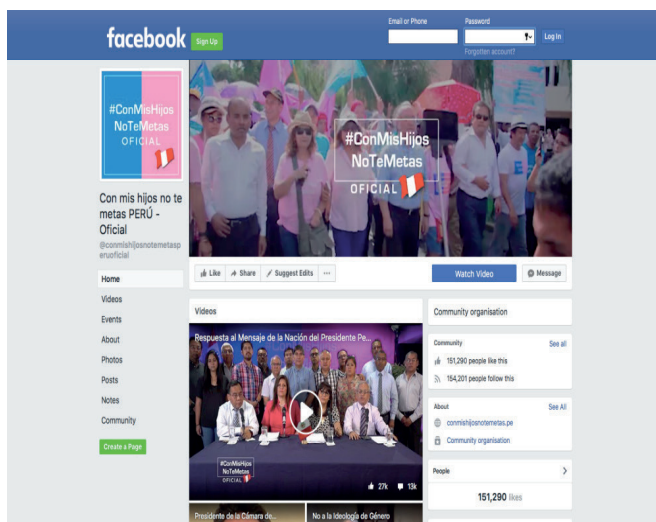 Email or Phone
Password
facebook
Sign Up
Log In
Forgotten account?
#ConMisHijos
NoTeMetas
OFICIAL
#ConMisHijos
NoTeMetas
OFICIAL
Con mis hijos no te
metas PERÚ -
Oficial
@conmishijosnotemetasp
eruoficial
Home
Videos
Events
About
Photos
Posts
Notes
Community
Create a Page
Like
Share
Suggest Edits
...
Watch Video
Message
Videos
Respuesta al Mensaje de la Nación del Presidente Pe...
#ConMisHijos
NoTeMetas
OFICIAL
27k
13k
Presidente de la Cámara de...
No a la Ideología de Género
Community organisation
Community
See all
151,290 people like this
154,201 people follow this
About
See All
conmishijosnotemetas.pe
Community organisation
People
151,290 likes